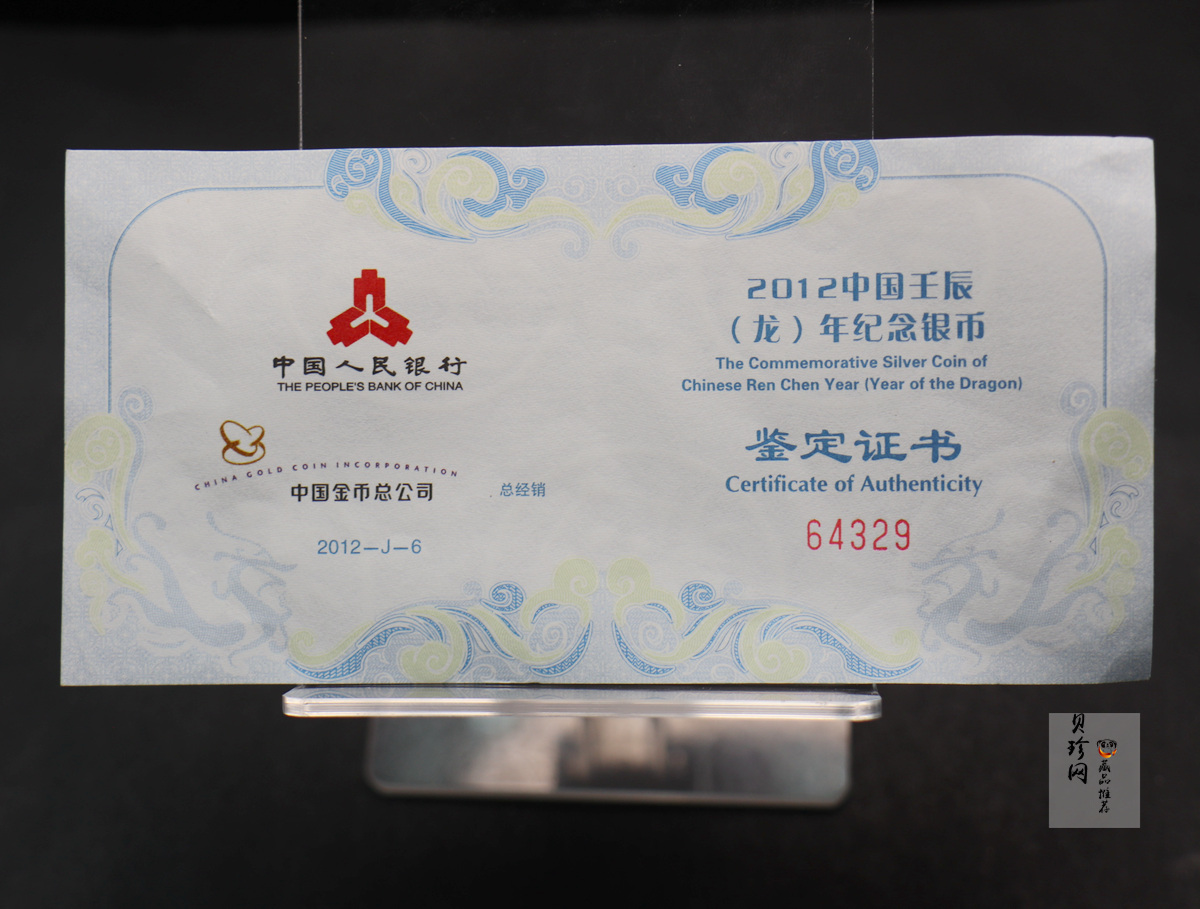 中国人民银行
THE PEOPLE'S BANK OF CHINA
CHINA GOLD COIN INCORPORATION
中国金币总公司 总经销
2012—J—6
2012中国壬辰
（龙）年纪念银币
The Commemorative Silver Coin of
Chinese Ren Chen Year (Year of the Dragon)
鉴定证书
Certificate of Authenticity
64329
贝珍网
藏品推荐